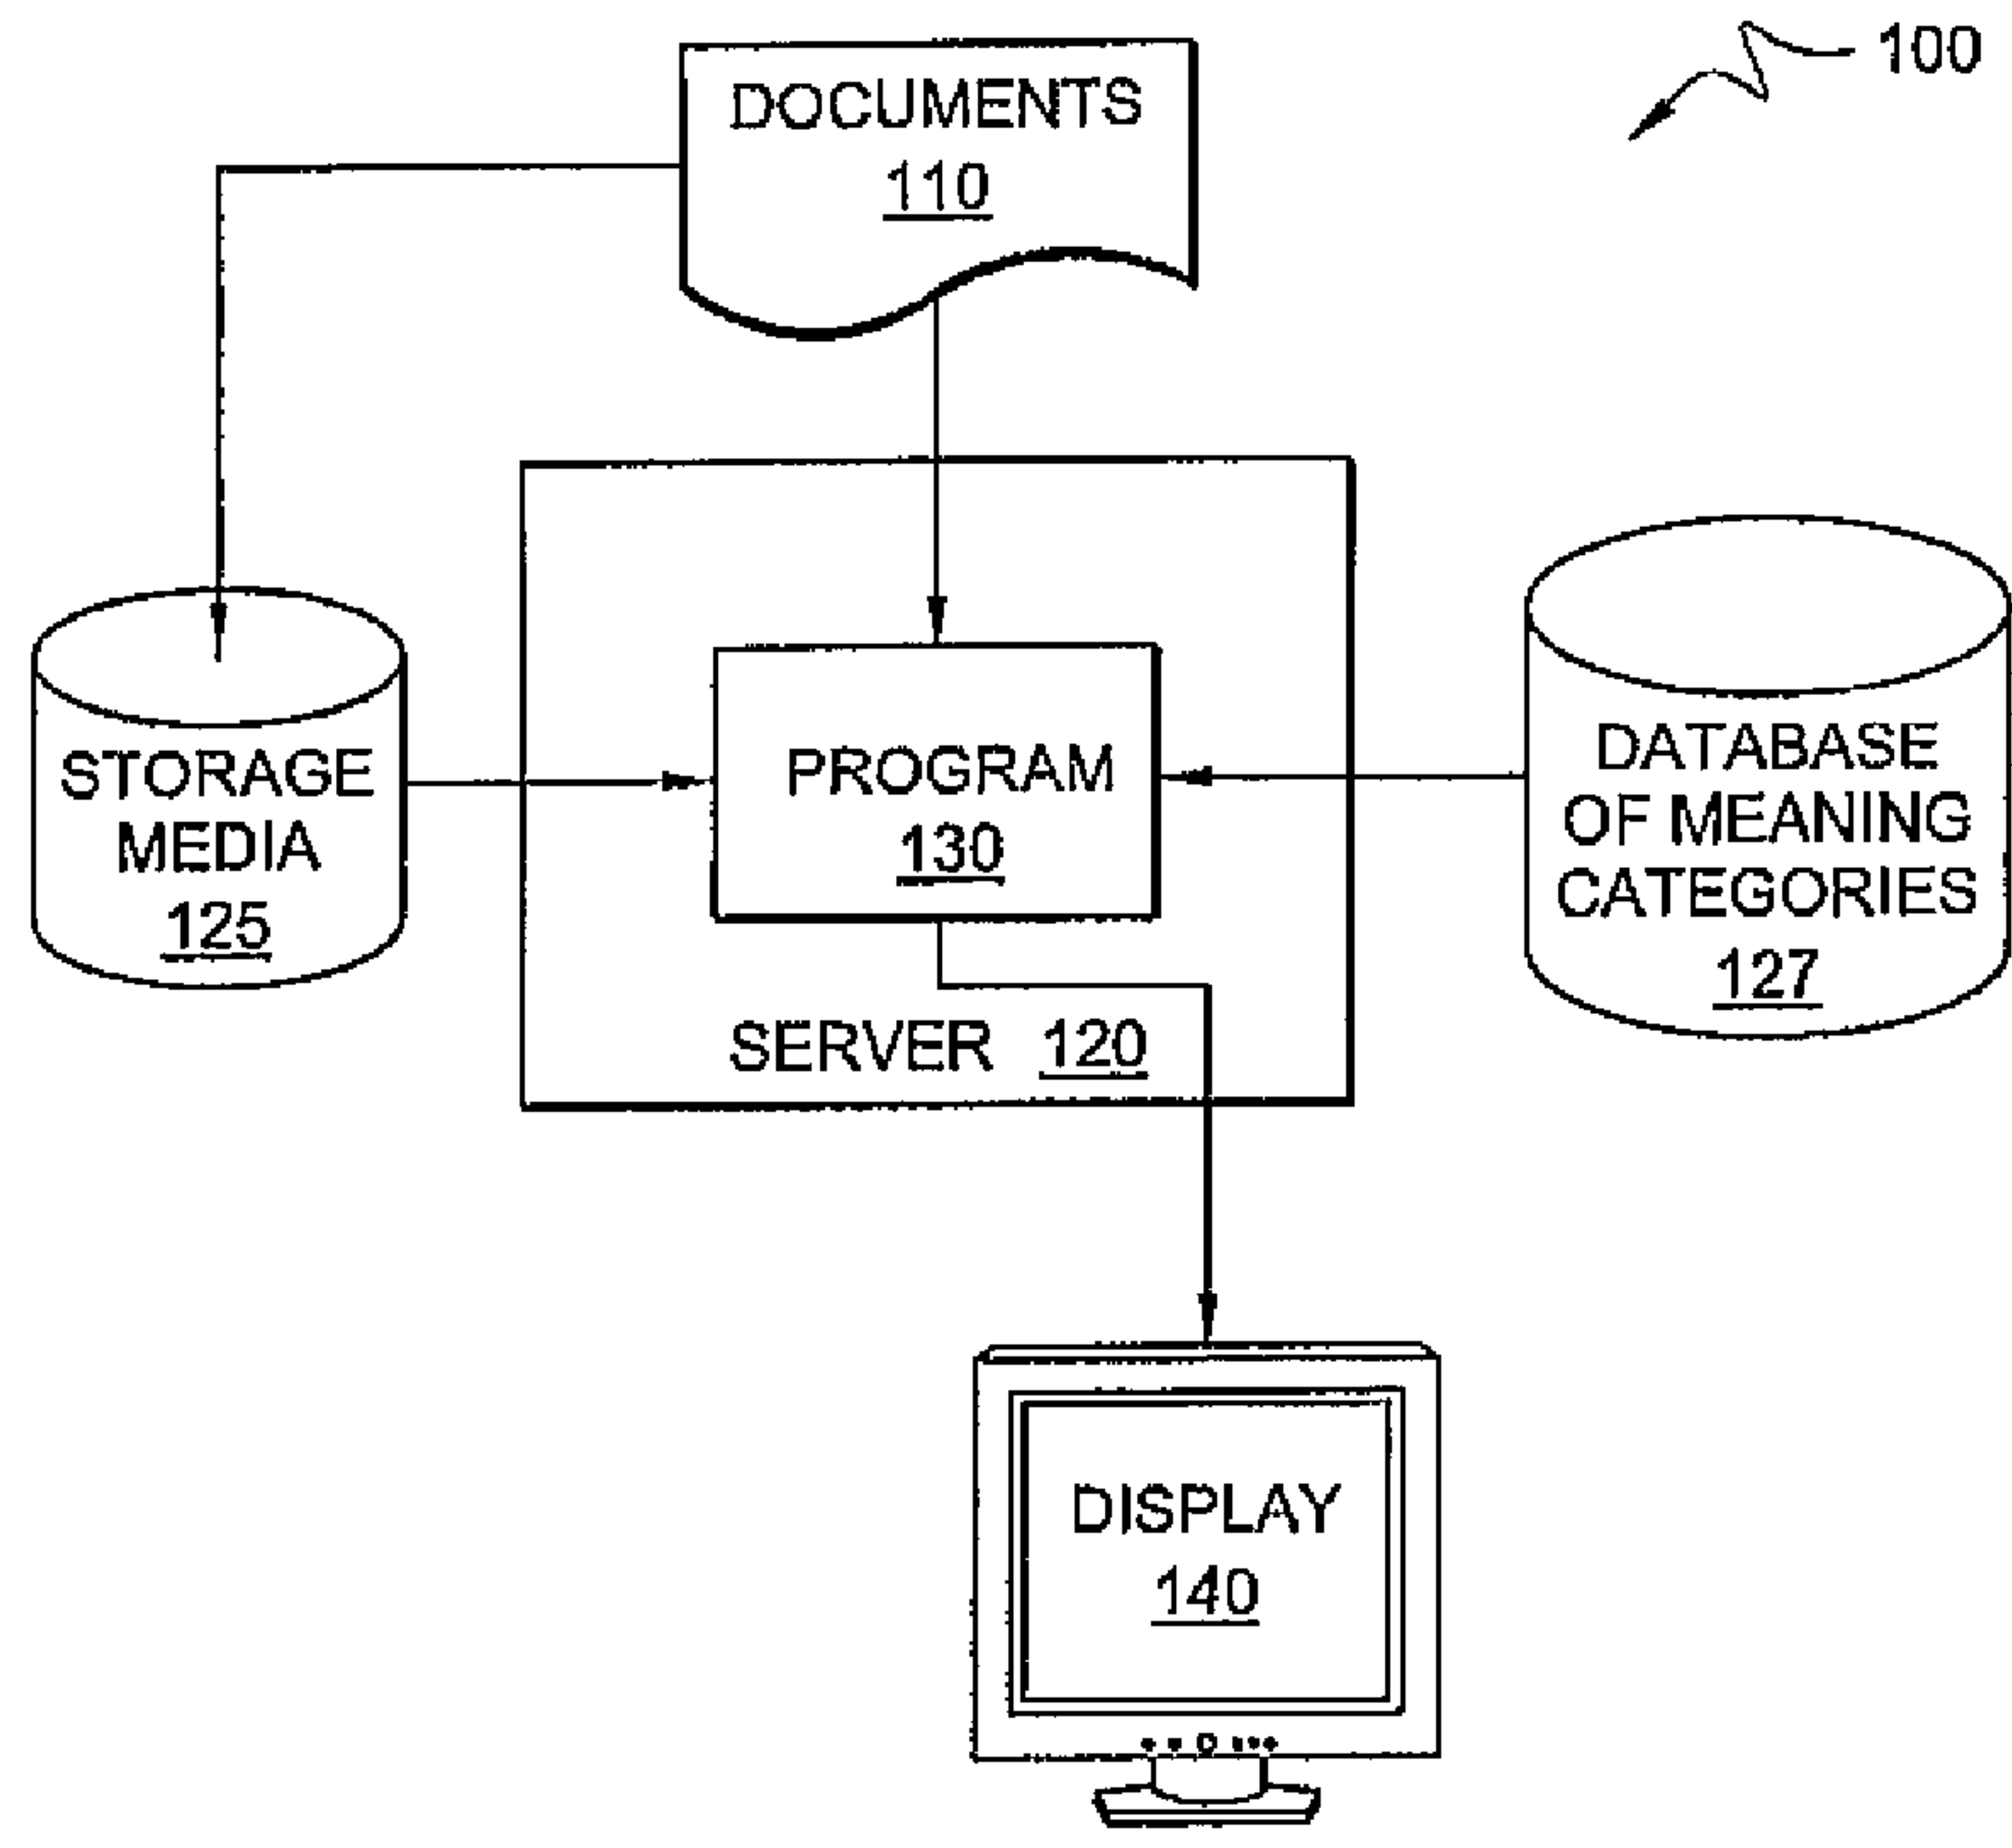 100
DOCUMENTS
110
STORAGE
MEDIA
125
PROGRAM
130
DATABASE
OF MEANING
CATEGORIES
127
SERVER 120
DISPLAY
140